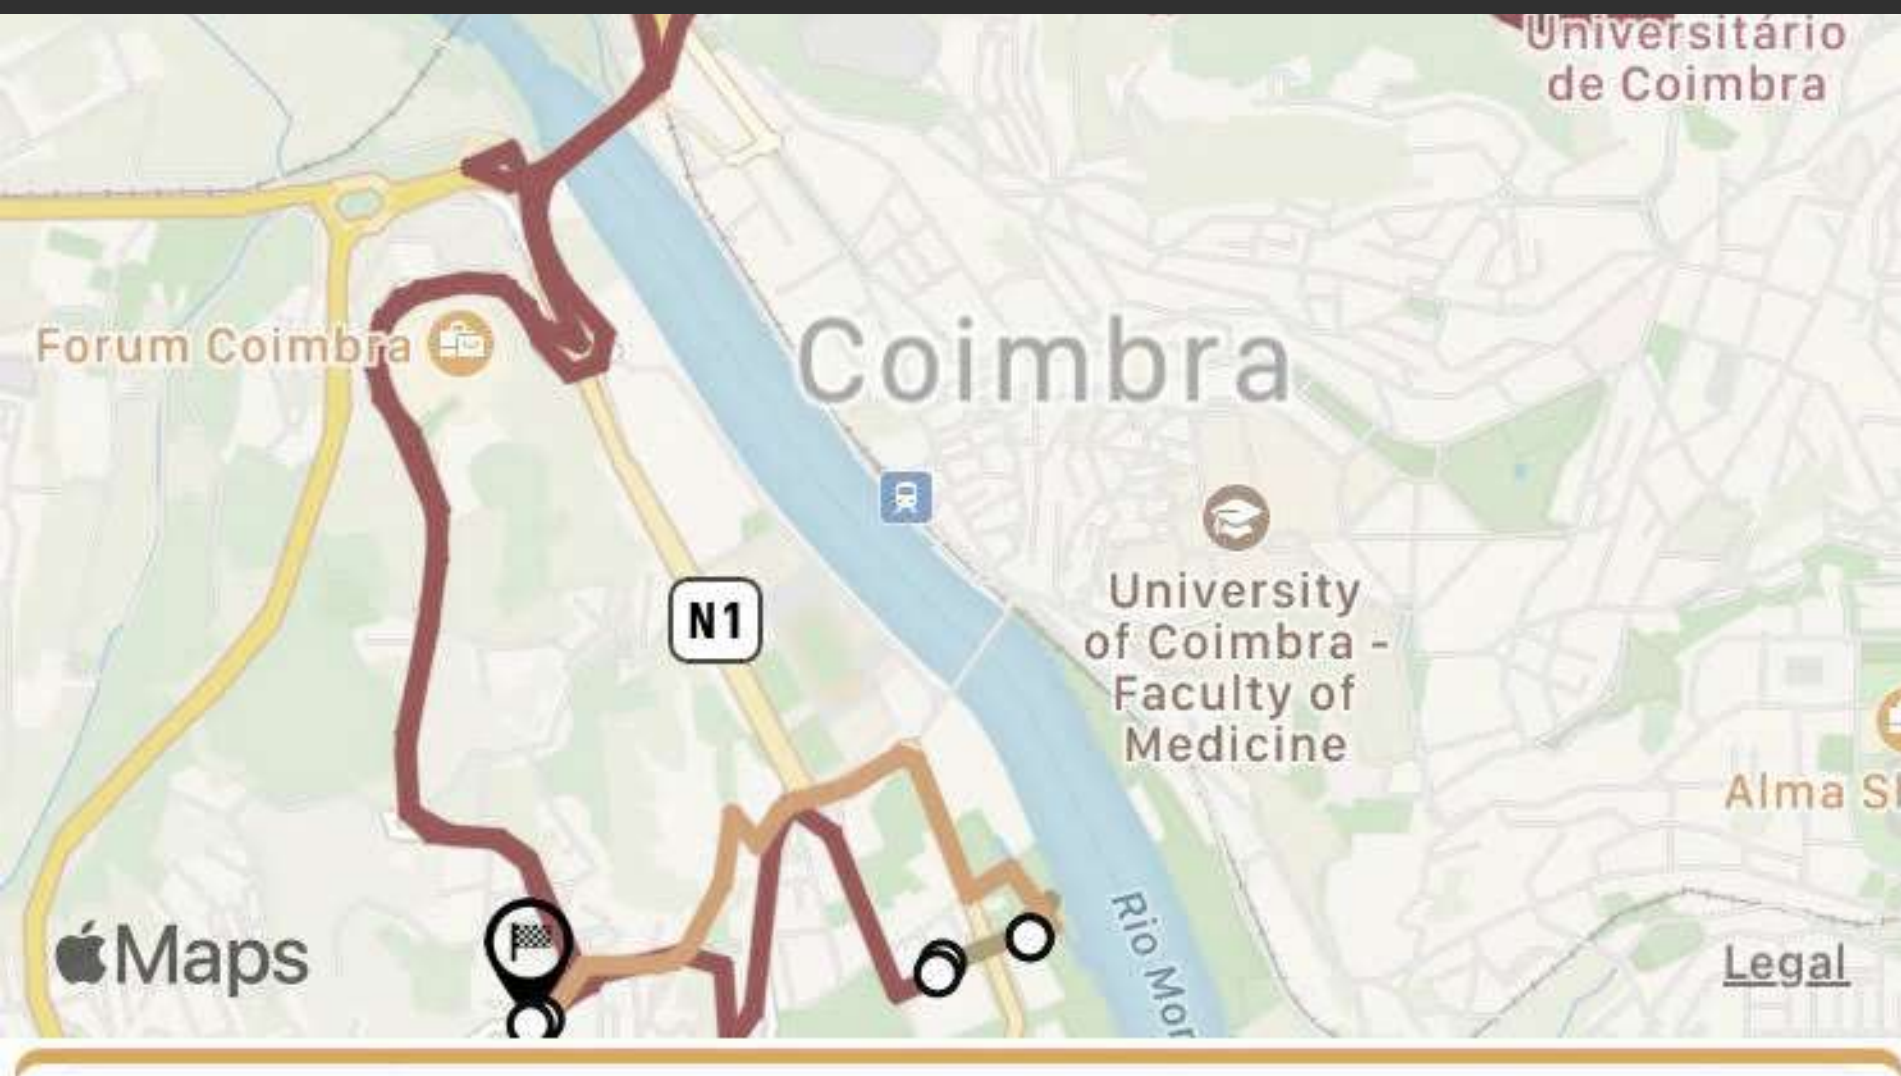 Universitário
de Coimbra
Forum Coimbra
Coimbra
N1
University
of Coimbra -
Faculty of
Medicine
Alma S
Rio Mon
Maps
Legal